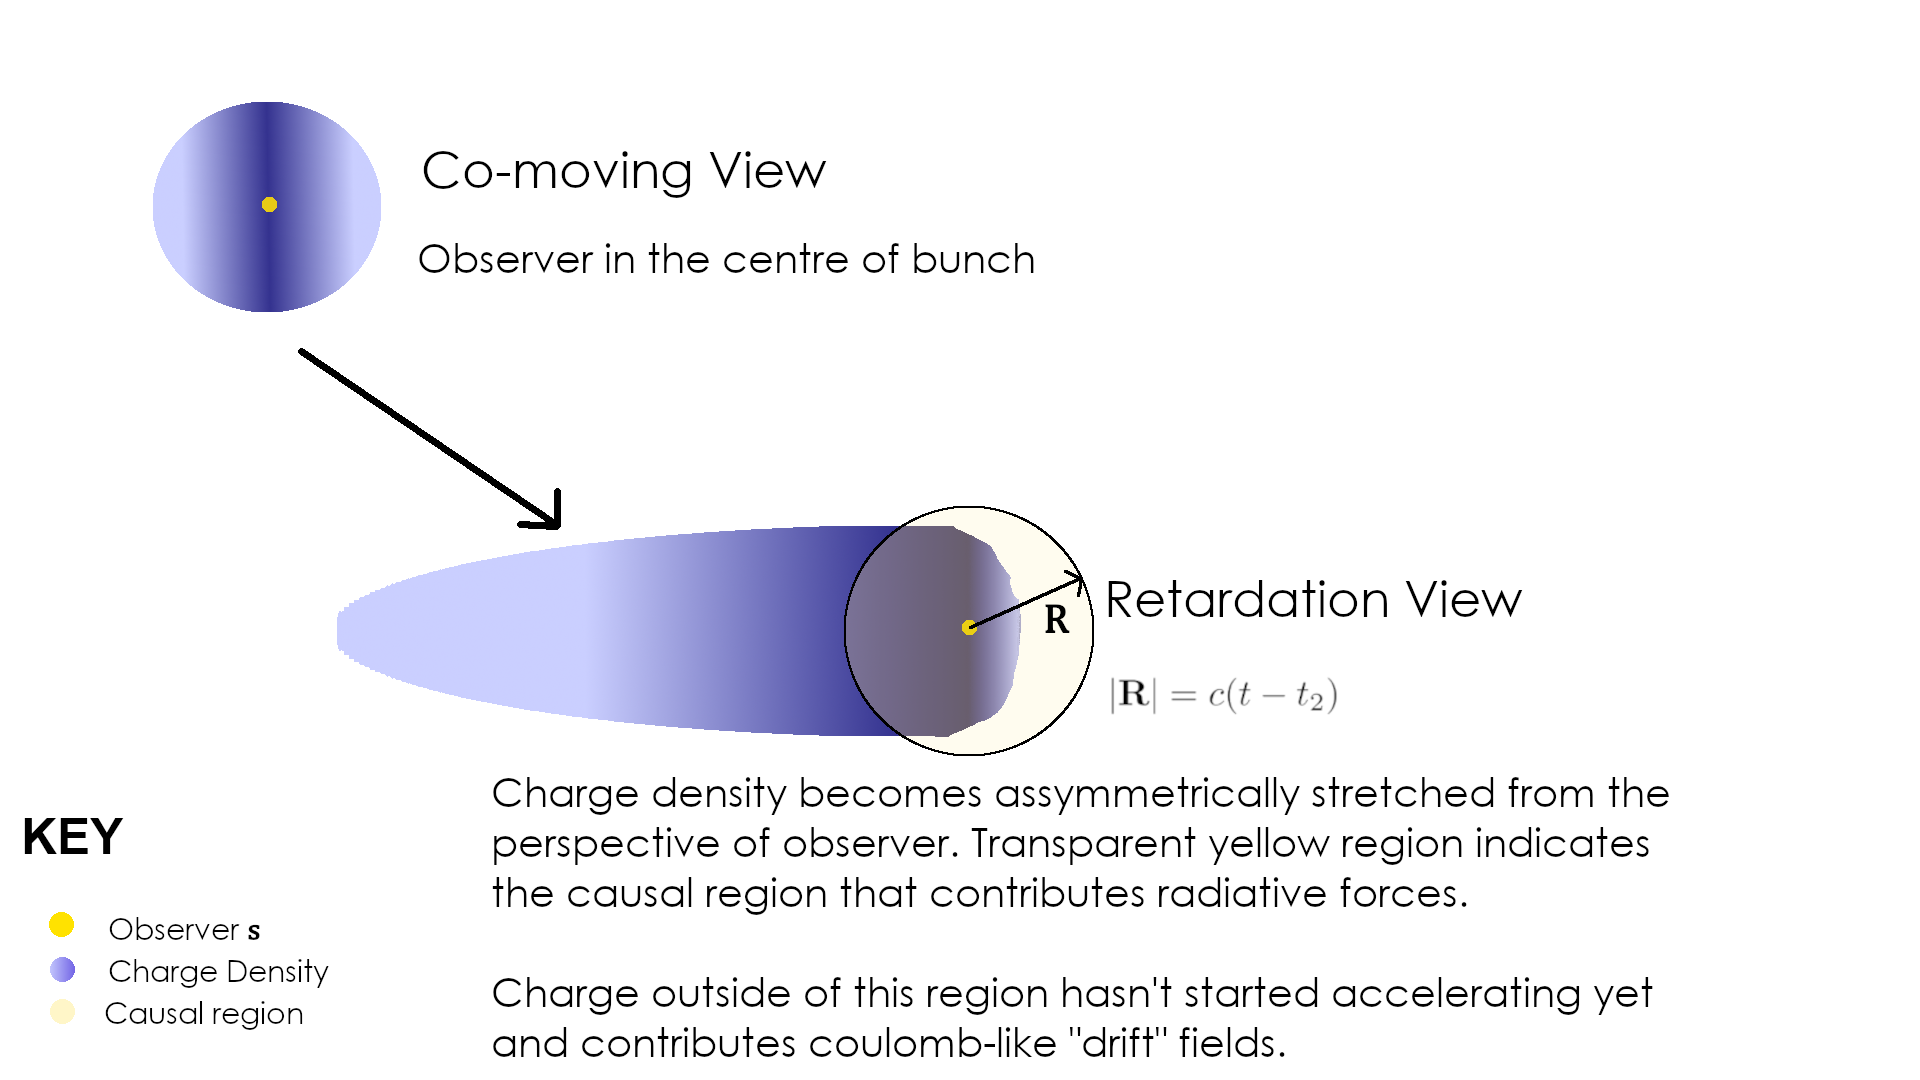 Co-moving View
Observer in the centre of bunch
R
Retardation View
|R| = c(t − t₂)
Charge density becomes assymmetrically stretched from the
perspective of observer. Transparent yellow region indicates
the causal region that contributes radiative forces.
Charge outside of this region hasn't started accelerating yet
and contributes coulomb-like "drift" fields.
KEY
Observer s
Charge Density
Causal region